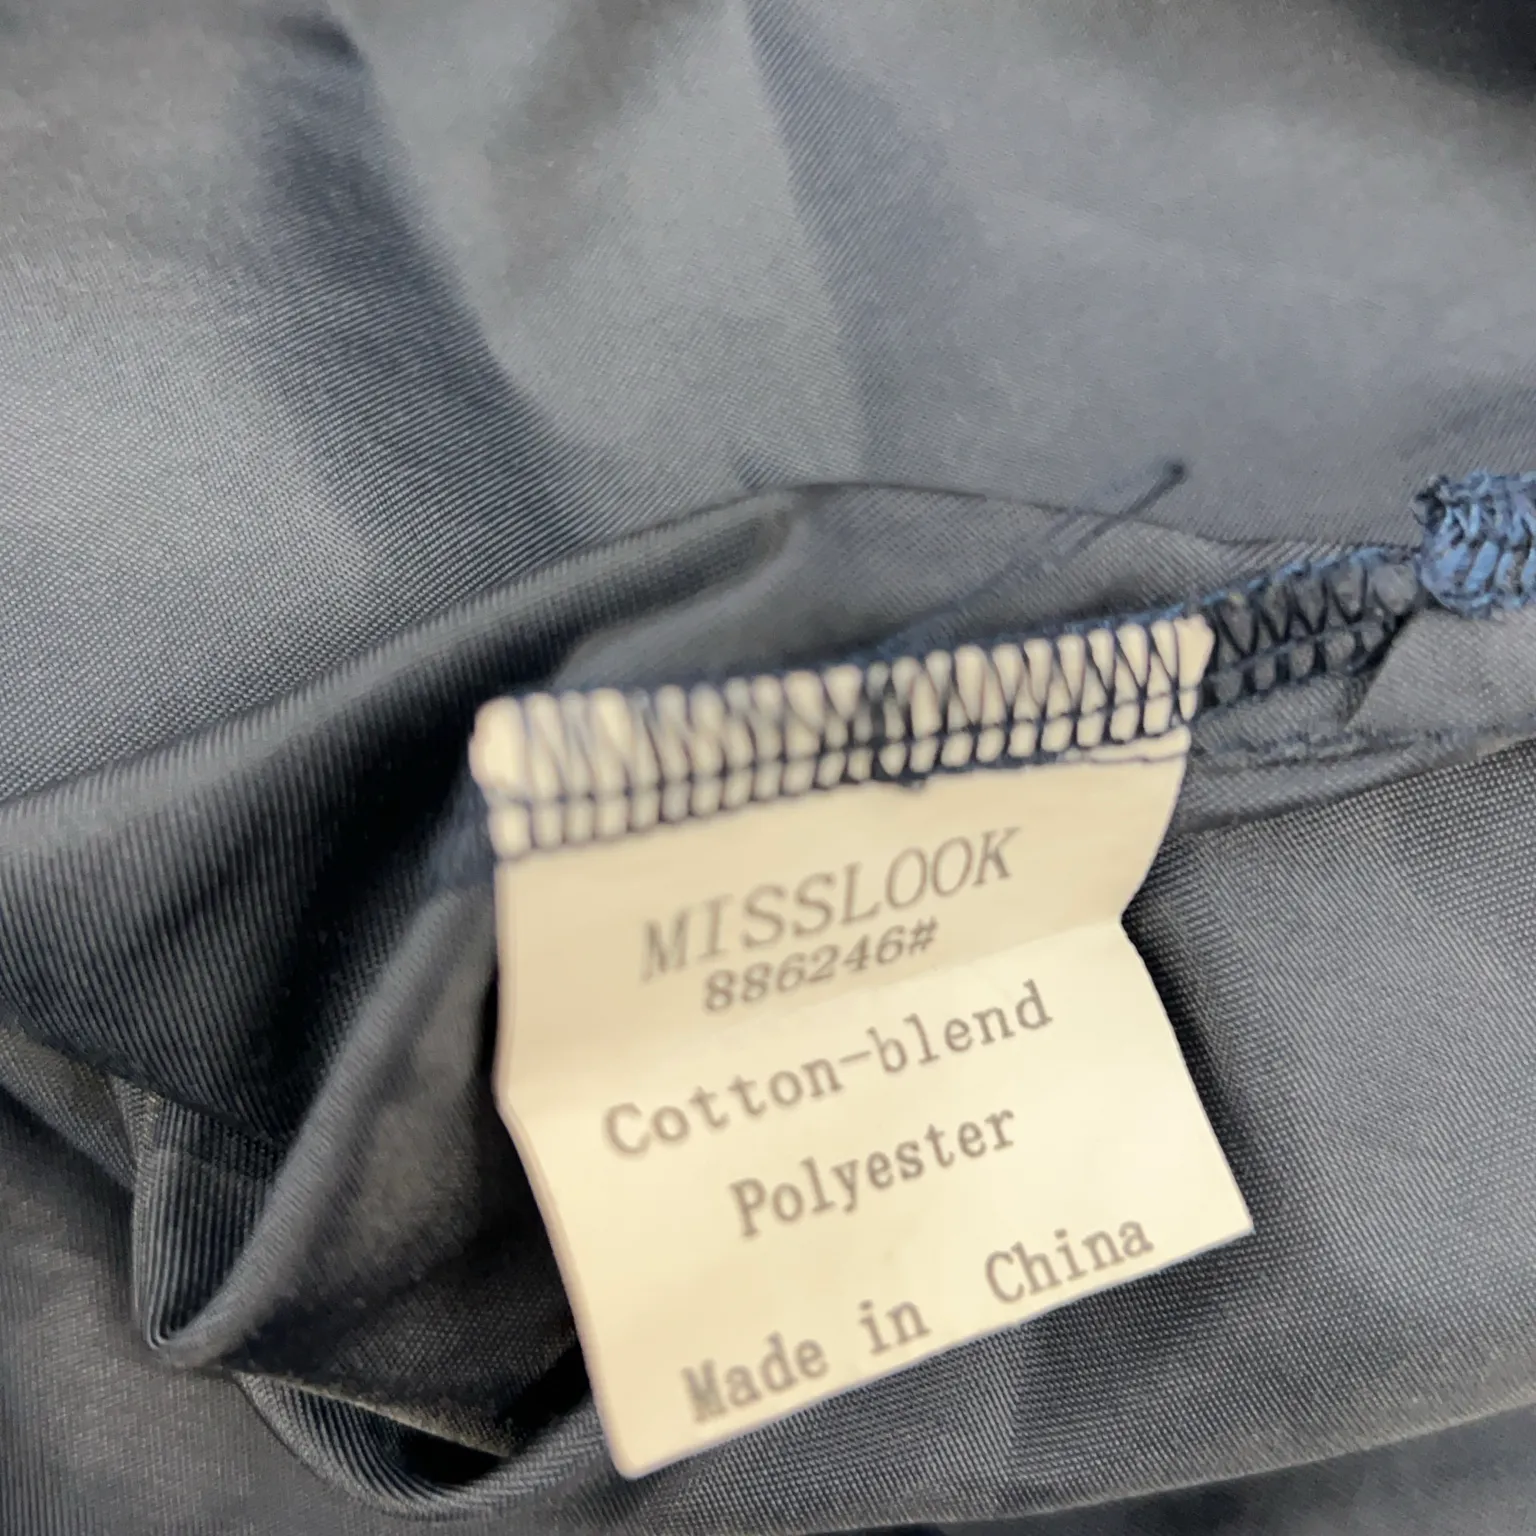 MISSLOOK
886246#
Cotton-blend
Polyester
Made in China